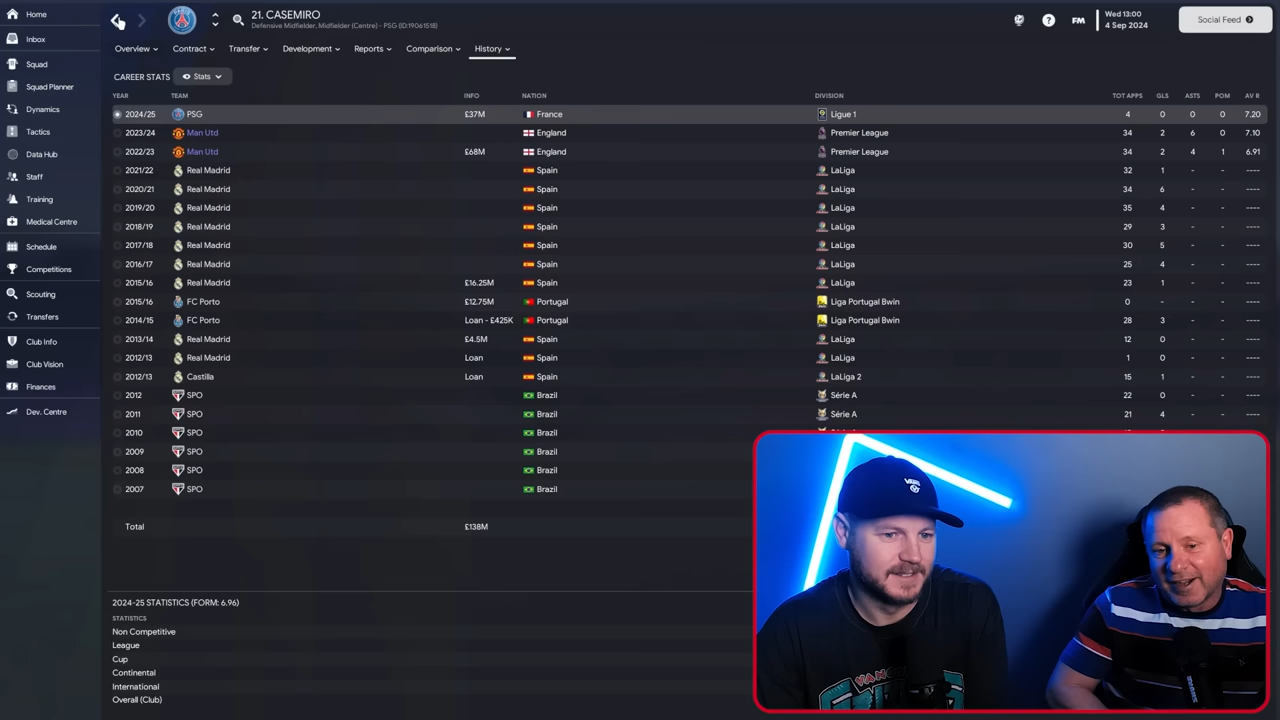 Home
Inbox
Squad
Squad Planner
Dynamics
Tactics
Data Hub
Staff
Training
Medical Centre
Schedule
Competitions
Scouting
Transfers
Club Info
Club Vision
Finances
Dev. Centre
21. CASEMIRO
Defensive Midfielder, Midfielder (Centre) - PSG (ID:19061518)
FM
Wed 13:00
4 Sep 2024
Social Feed
Overview Contract Transfer Development Reports Comparison History
CAREER STATS Stats
YEAR TEAM INFO NATION DIVISION TOT APPS GLS ASTS POM AV R
2024/25 PSG £37M France Ligue 1 4 0 0 0 7.20
2023/24 Man Utd England Premier League 34 2 6 0 7.10
2022/23 Man Utd £68M England Premier League 34 2 4 1 6.91
2021/22 Real Madrid Spain LaLiga 32 1 - - ----
2020/21 Real Madrid Spain LaLiga 34 6 - - ----
2019/20 Real Madrid Spain LaLiga 35 4 - - ----
2018/19 Real Madrid Spain LaLiga 29 3 - - ----
2017/18 Real Madrid Spain LaLiga 30 5 - - ----
2016/17 Real Madrid Spain LaLiga 25 4 - - ----
2015/16 Real Madrid £16.25M Spain LaLiga 23 1 - - ----
2015/16 FC Porto £12.75M Portugal Liga Portugal Bwin 0 - - - ----
2014/15 FC Porto Loan - £425K Portugal Liga Portugal Bwin 28 3 - - ----
2013/14 Real Madrid £4.5M Spain LaLiga 12 0 - - ----
2012/13 Real Madrid Loan Spain LaLiga 1 0 - - ----
2012/13 Castilla Loan Spain LaLiga 2 15 1 - - ----
2012 SPO Brazil Série A 22 0 - - ----
2011 SPO Brazil Série A 21 4 - - ----
2010 SPO Brazil
2009 SPO Brazil
2008 SPO Brazil
2007 SPO Brazil
Total £138M
2024-25 STATISTICS (FORM: 6.96)
STATISTICS
Non Competitive
League
Cup
Continental
International
Overall (Club)
VANS